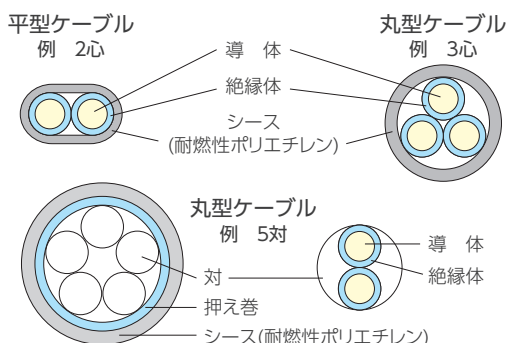 平型ケーブル
例　2心
丸型ケーブル
例　3心
導　体
絶縁体
シース
(耐燃性ポリエチレン)
丸型ケーブル
例　5対
対
押え巻
シース(耐燃性ポリエチレン)
導　体
絶縁体